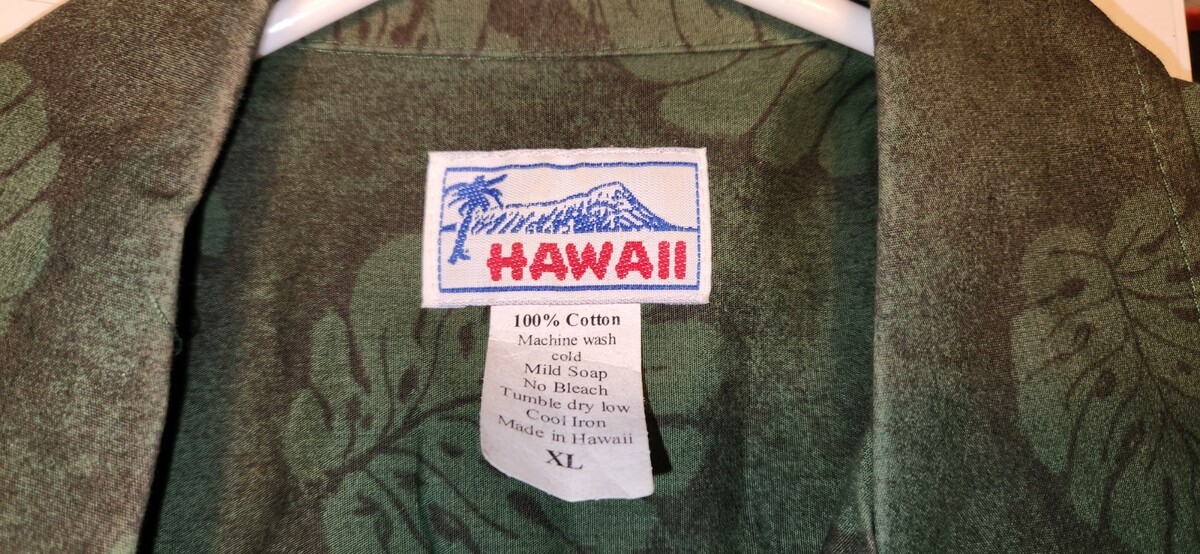 HAWAII
100% Cotton
Machine wash
cold
Mild Soap
No Bleach
Tumble dry low
Cool Iron
Made in Hawaii
XL